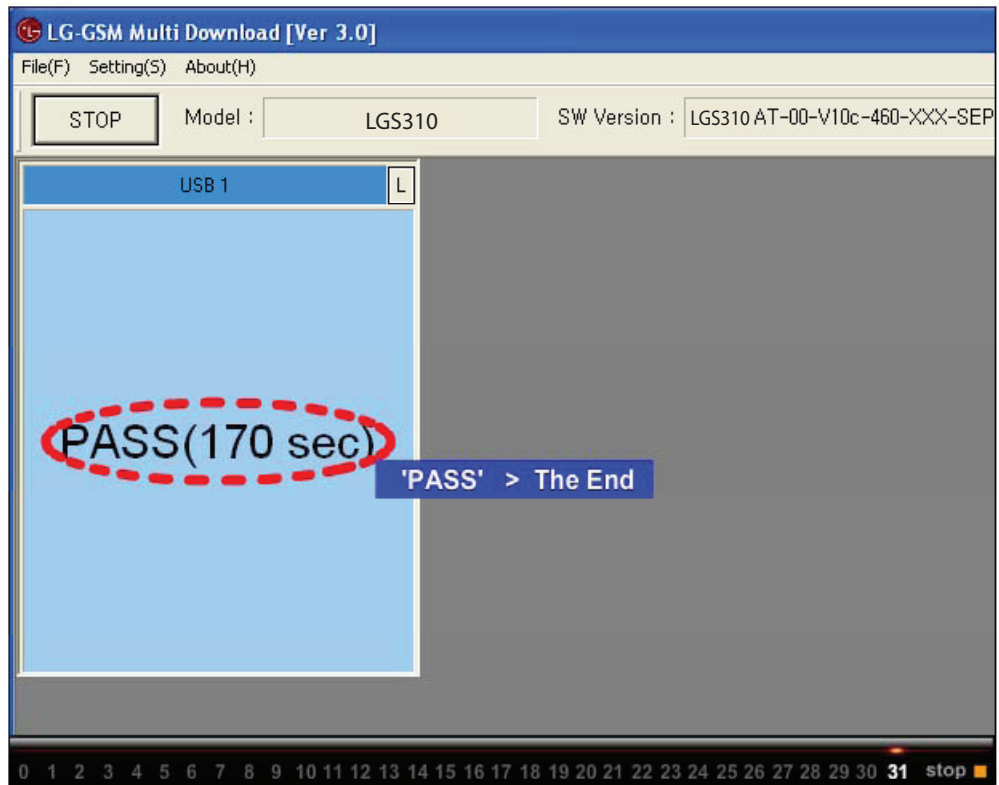 LG-GSM Multi Download [Ver 3.0]
File(F) Setting(S) About(H)
STOP Model : LGS310 SW Version : LGS310 AT-00-V10c-460-XXX-SEP
USB 1 L
PASS(170 sec)
'PASS' > The End
0 1 2 3 4 5 6 7 8 9 10 11 12 13 14 15 16 17 18 19 20 21 22 23 24 25 26 27 28 29 30 31 stop